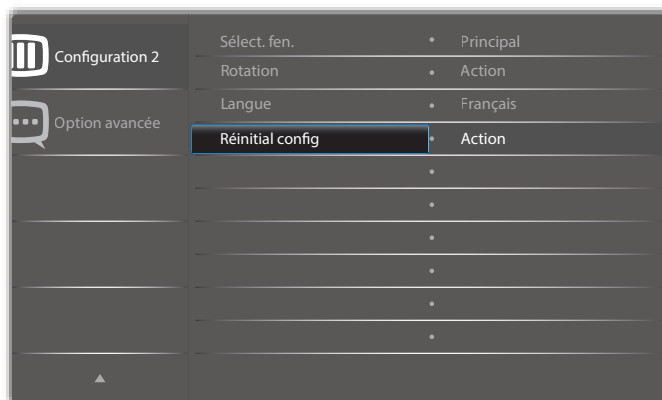 Configuration 2
Option avancée
Sélect. fen. • Principal
Rotation • Action
Langue • Français
Réinitial config • Action